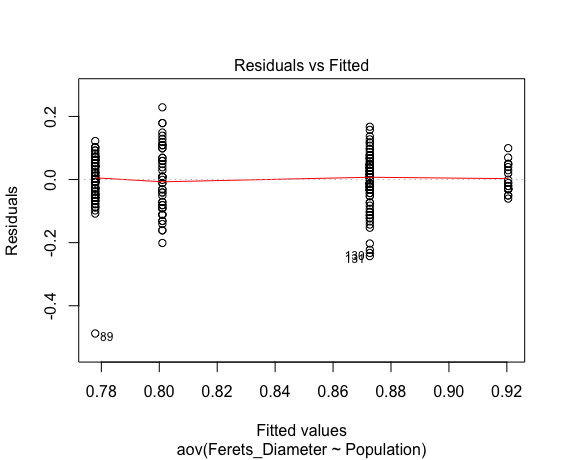 Residuals vs Fitted
Residuals
0.2
0.0
-0.2
-0.4
89
130
0.78 0.80 0.82 0.84 0.86 0.88 0.90 0.92
Fitted values
aov(Ferets_Diameter ~ Population)